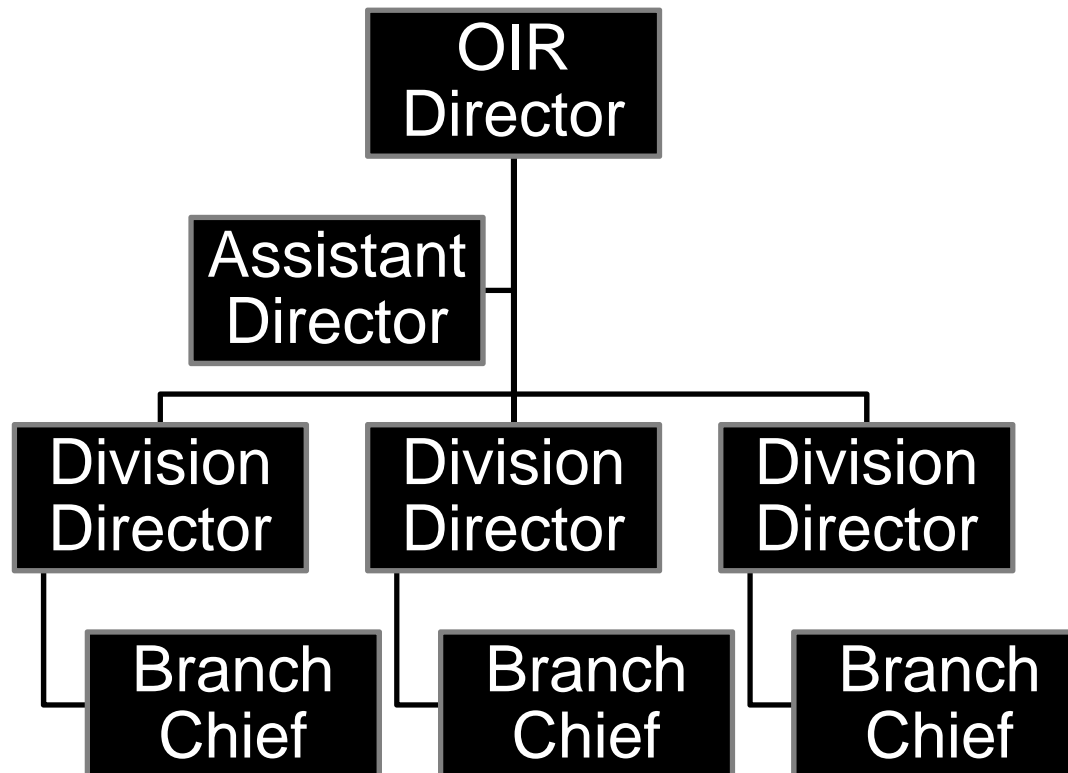 OIR
Director
Assistant
Director
Division
Director
Division
Director
Division
Director
Branch
Chief
Branch
Chief
Branch
Chief